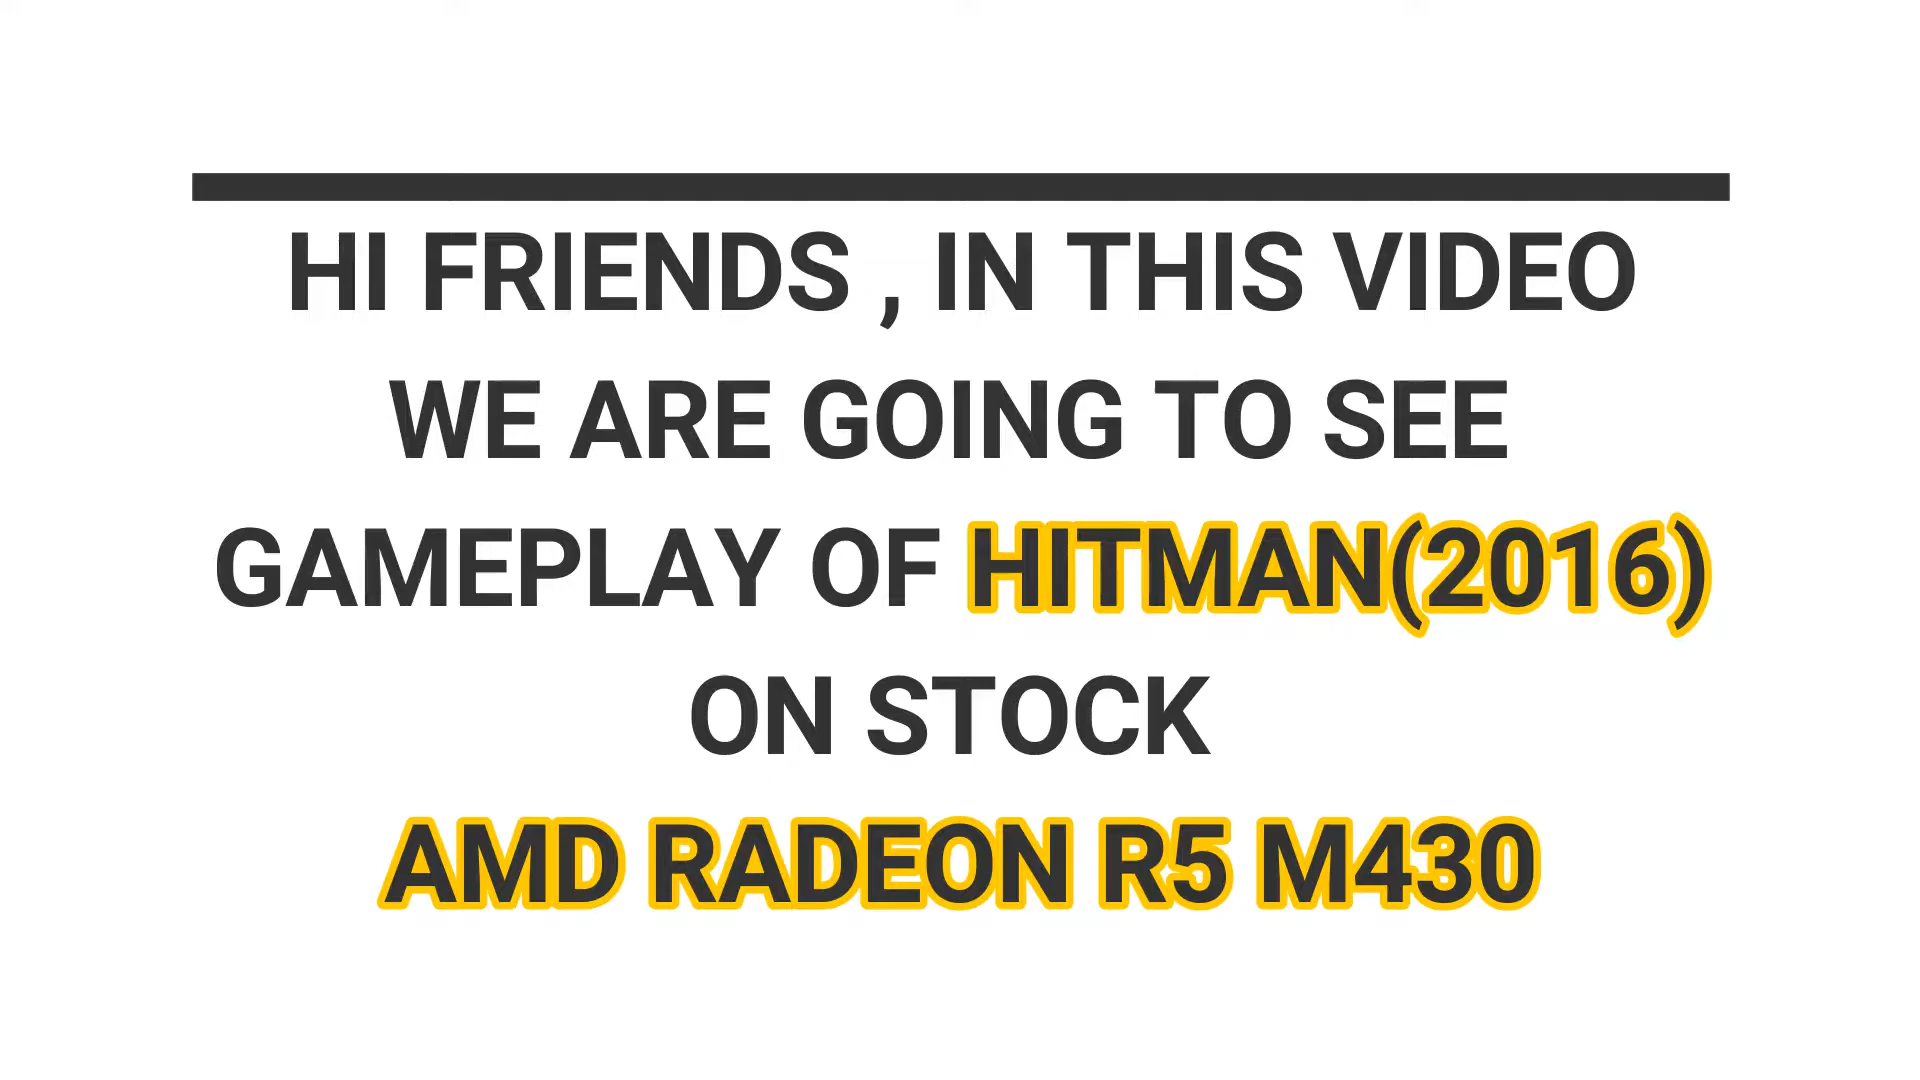 HI FRIENDS , IN THIS VIDEO
WE ARE GOING TO SEE
GAMEPLAY OF HITMAN(2016)
ON STOCK
AMD RADEON R5 M430